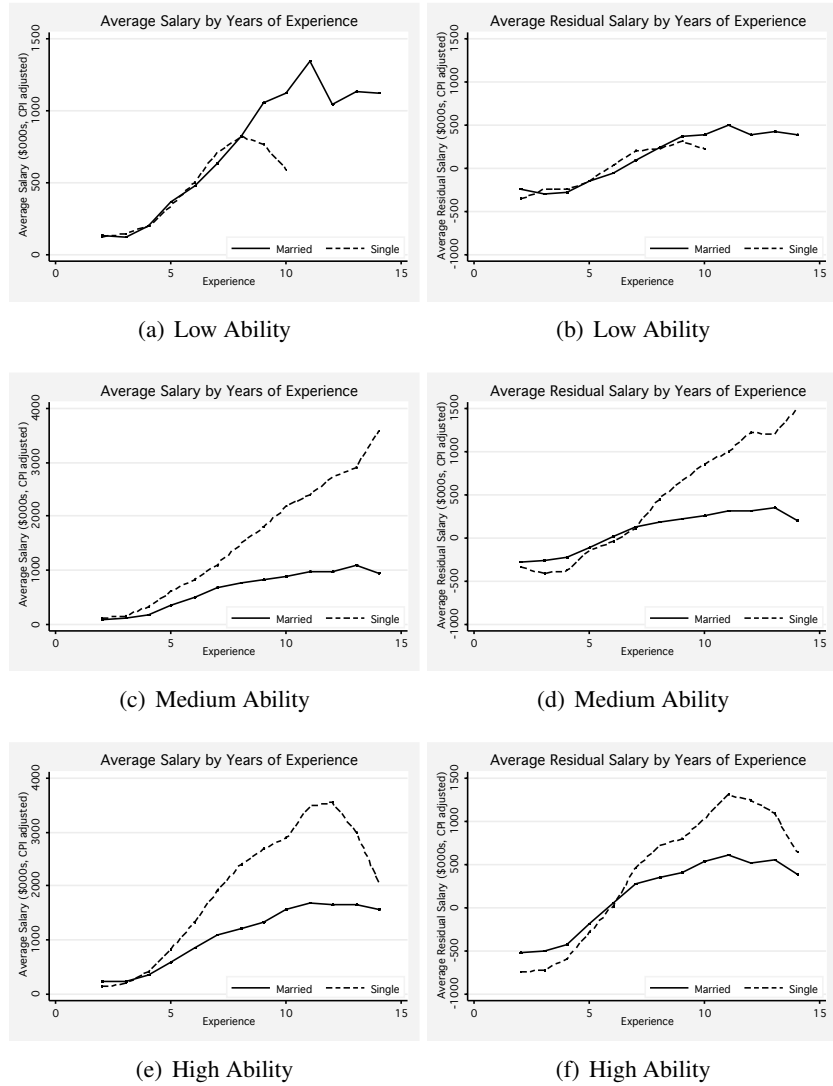 Average Salary by Years of Experience
Average Salary ($000s, CPI adjusted)
1500
1000
500
0
0 5 10 15
Experience
Married Single
(a) Low Ability
Average Residual Salary by Years of Experience
Average Residual Salary ($000s, CPI adjusted)
1500
1000
500
0
-500
-1000
0 5 10 15
Experience
Married Single
(b) Low Ability
Average Salary by Years of Experience
Average Salary ($000s, CPI adjusted)
4000
3000
2000
1000
0
0 5 10 15
Experience
Married Single
(c) Medium Ability
Average Residual Salary by Years of Experience
Average Residual Salary ($000s, CPI adjusted)
1500
1000
500
0
-500
-1000
0 5 10 15
Experience
Married Single
(d) Medium Ability
Average Salary by Years of Experience
Average Salary ($000s, CPI adjusted)
4000
3000
2000
1000
0
0 5 10 15
Experience
Married Single
(e) High Ability
Average Residual Salary by Years of Experience
Average Residual Salary ($000s, CPI adjusted)
1500
1000
500
0
-500
-1000
0 5 10 15
Experience
Married Single
(f) High Ability